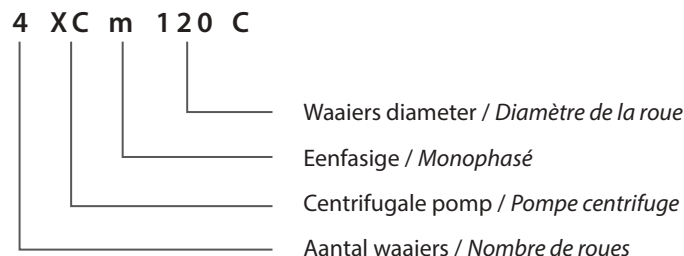 4 XC m 120 C
Waaiers diameter / Diamètre de la roue
Eenfasige / Monophasé
Centrifugale pomp / Pompe centrifuge
Aantal waaiers / Nombre de roues